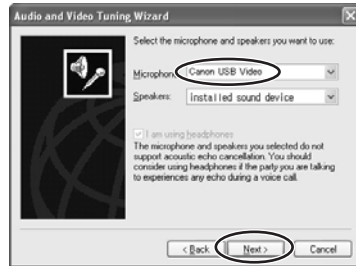 Audio and Video Tuning Wizard
Select the microphone and speakers you want to use:
Microphone: Canon USB Video
Speakers: Installed sound device
I am using headphones
The microphone and speakers you selected do not
support acoustic echo cancellation. You should
consider using headphones if the party you are talking
to experiences any echo during a voice call.
< Back Next > Cancel